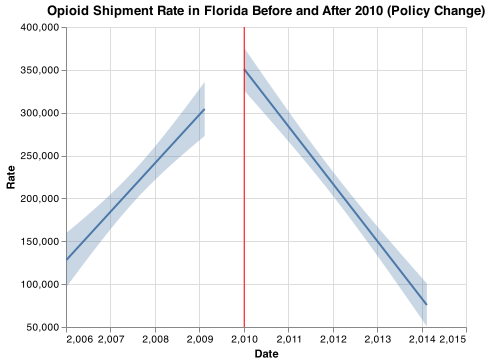 Opioid Shipment Rate in Florida Before and After 2010 (Policy Change)
400,000
350,000
300,000
250,000
200,000
150,000
100,000
50,000
Rate
2,006 2,007 2,008 2,009 2,010 2,011 2,012 2,013 2,014 2,015
Date